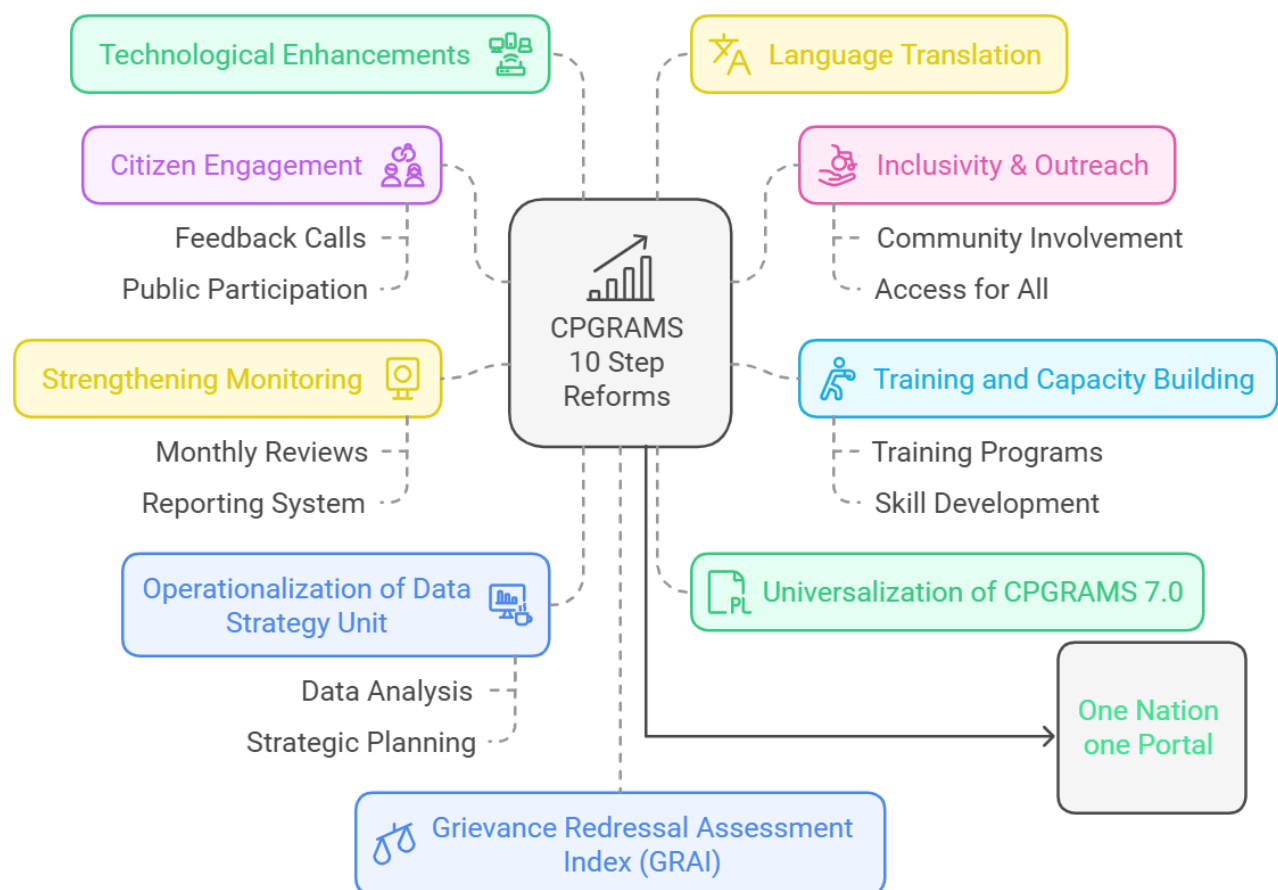 Technological Enhancements
Language Translation
Citizen Engagement
Feedback Calls
Public Participation
Inclusivity & Outreach
Community Involvement
Access for All
CPGRAMS
10 Step
Reforms
Strengthening Monitoring
Monthly Reviews
Reporting System
Training and Capacity Building
Training Programs
Skill Development
Operationalization of Data
Strategy Unit
Data Analysis
Strategic Planning
PL
Universalization of CPGRAMS 7.0
One Nation
one Portal
Grievance Redressal Assessment
Index (GRAI)